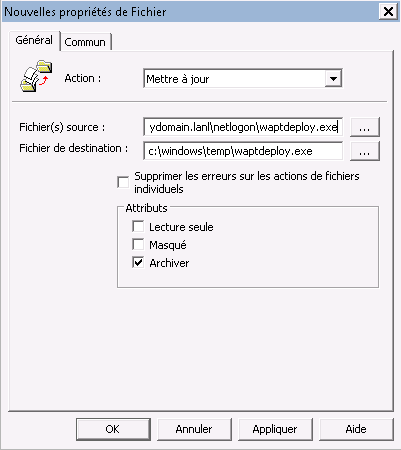 Nouvelles propriétés de Fichier
Général Commun
Action : Mettre à jour
Fichier(s) source : ydomain.lanl\netlogon\waptdeploy.exe ...
Fichier de destination : c:\windows\temp\waptdeploy.exe ...
Supprimer les erreurs sur les actions de fichiers
individuels
Attributs
Lecture seule
Masqué
Archiver
OK Annuler Appliquer Aide